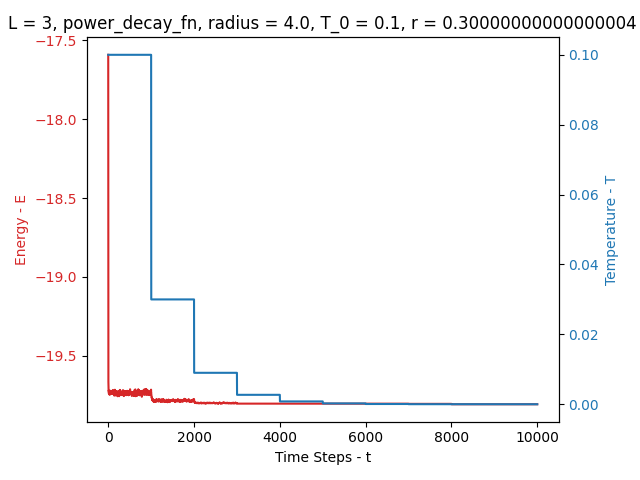 L = 3, power_decay_fn, radius = 4.0, T_0 = 0.1, r = 0.30000000000000004
−17.5
−18.0
−18.5
−19.0
−19.5
Energy - E
0.10
0.08
0.06
0.04
0.02
0.00
Temperature - T
0 2000 4000 6000 8000 10000
Time Steps - t